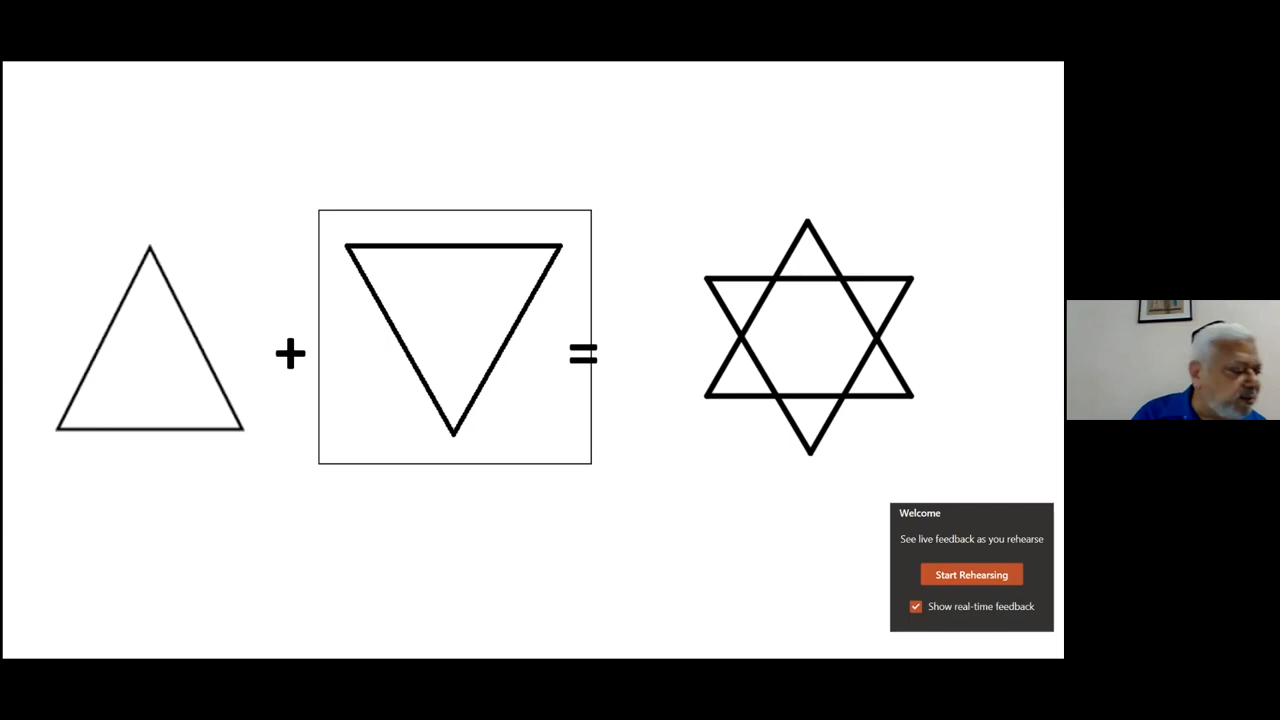 + =
Welcome
See live feedback as you rehearse
Start Rehearsing
Show real-time feedback